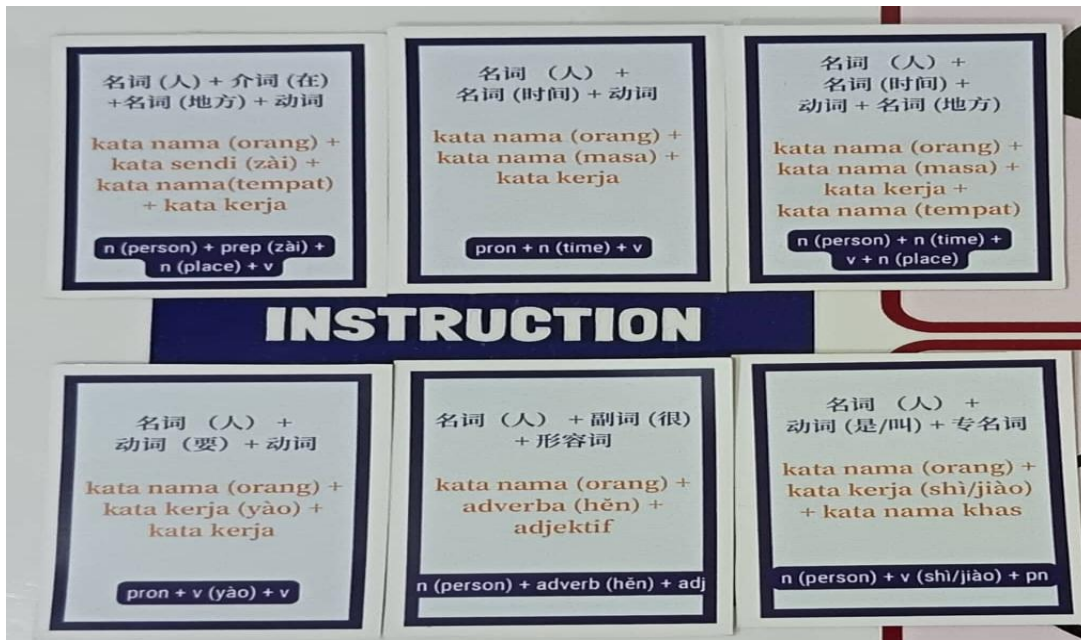 名词 (人) + 介词 (在)
+名词 (地方) + 动词
kata nama (orang) +
kata sendi (zài) +
kata nama(tempat)
+ kata kerja
n (person) + prep (zài) +
n (place) + v
名词 （人） +
名词 (时间) + 动词
kata nama (orang) +
kata nama (masa) +
kata kerja
pron + n (time) + v
名词 （人） +
名词 (时间) +
动词 + 名词 (地方)
kata nama (orang) +
kata nama (masa) +
kata kerja +
kata nama (tempat)
n (person) + n (time) +
v + n (place)
INSTRUCTION
名词 （人） +
动词 （要） + 动词
kata nama (orang) +
kata kerja (yào) +
kata kerja
pron + v (yào) + v
名词 （人） + 副词 (很)
+ 形容词
kata nama (orang) +
adverba (hěn) +
adjektif
n (person) + adverb (hěn) + adj
名词 （人） +
动词 (是/叫) + 专名词
kata nama (orang) +
kata kerja (shì/jiào)
+ kata nama khas
n (person) + v (shì/jiào) + pn